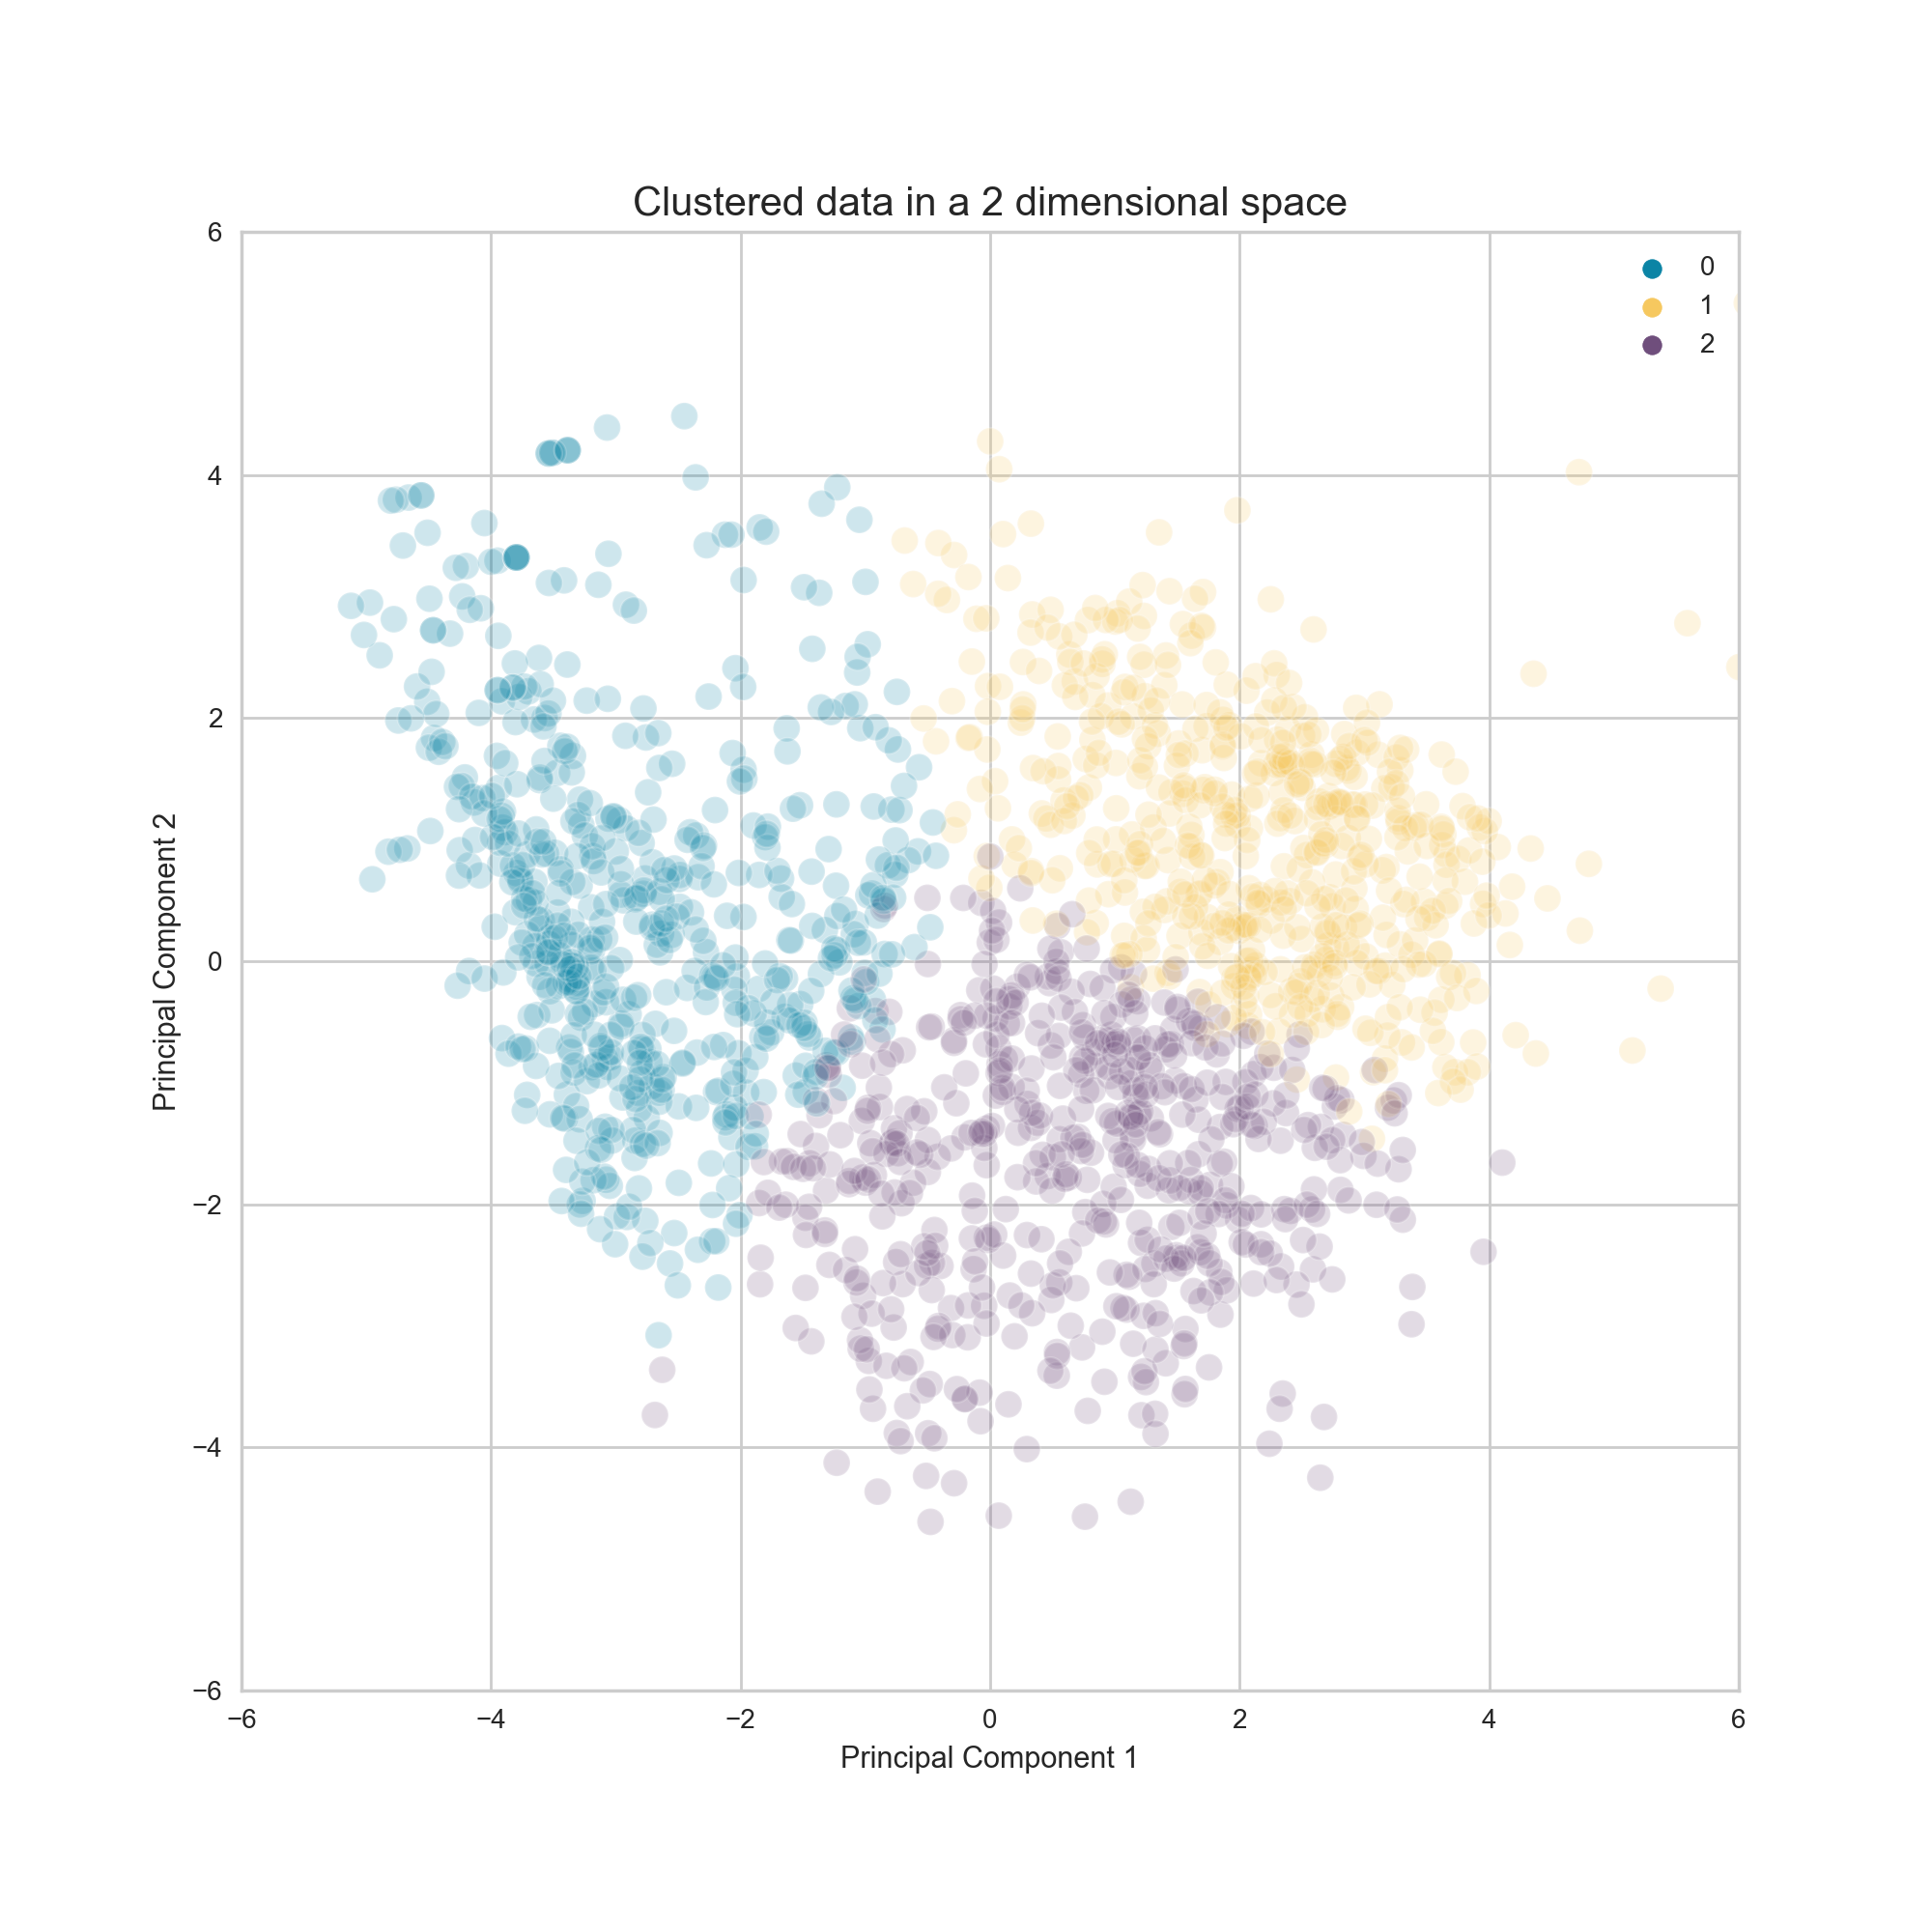 Clustered data in a 2 dimensional space
6
4
2
0
−2
−4
−6
Principal Component 2
0
1
2
−6 −4 −2 0 2 4 6
Principal Component 1